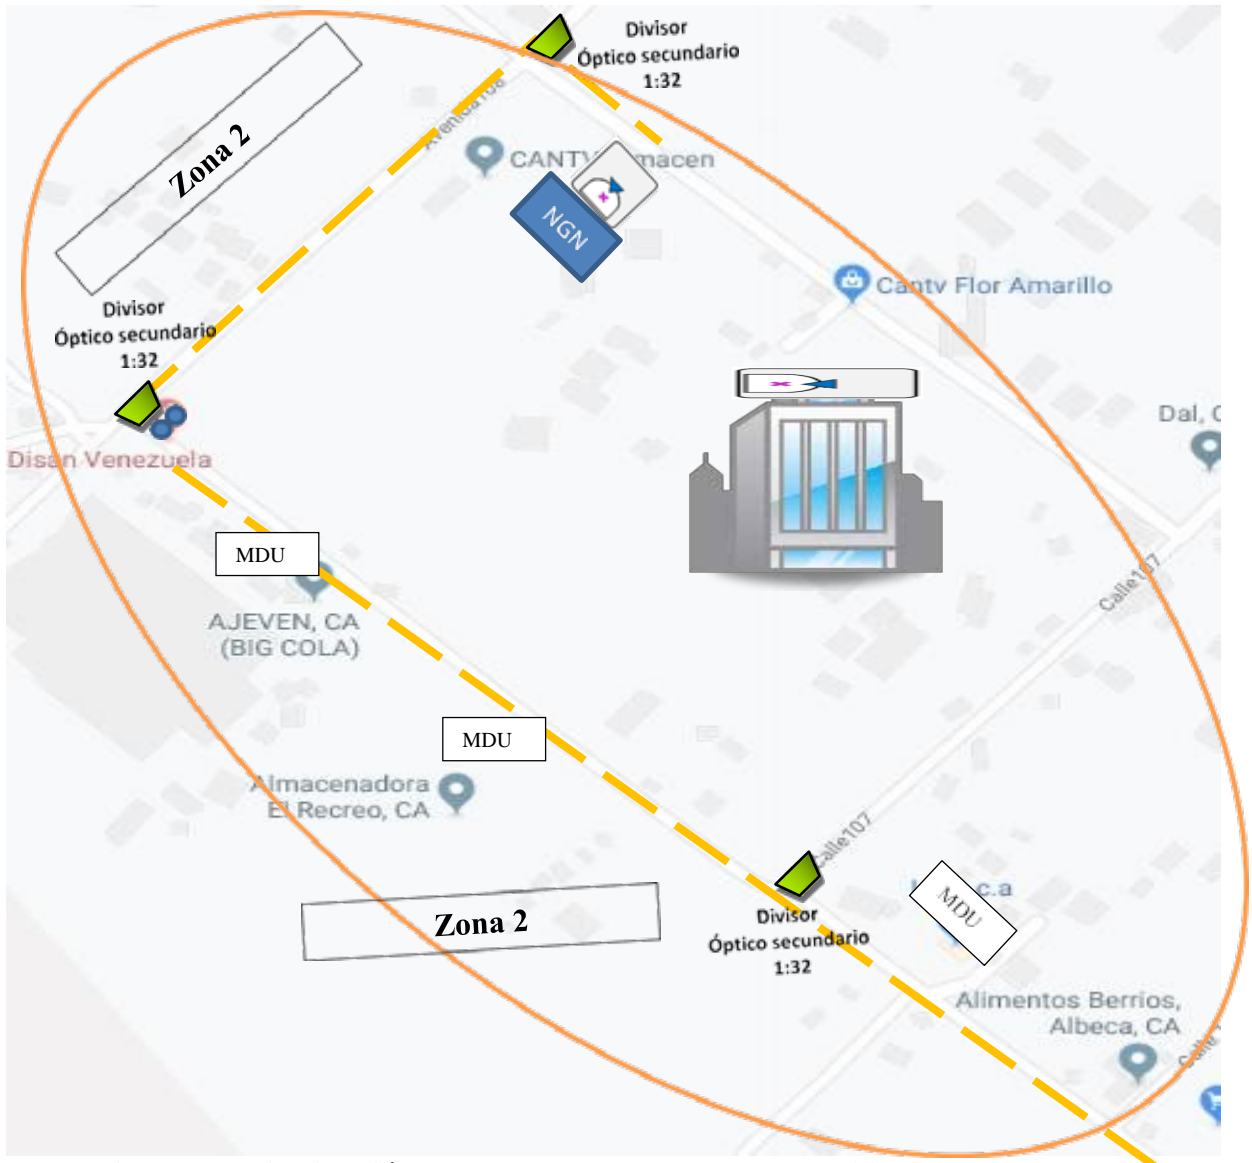 Divisor
Óptico secundario
1:32
Zona 2
CANTV
macen
NGN
Cantv Flor Amarillo
Divisor
Óptico secundario
1:32
Dal, C
Disan Venezuela
MDU
AJEVEN, CA
(BIG COLA)
Calle107
MDU
Almacenadora
El Recreo, CA
Calle107
c.a
MDU
Zona 2
Divisor
Óptico secundario
1:32
Alimentos Berrios,
Albeca, CA
Calle